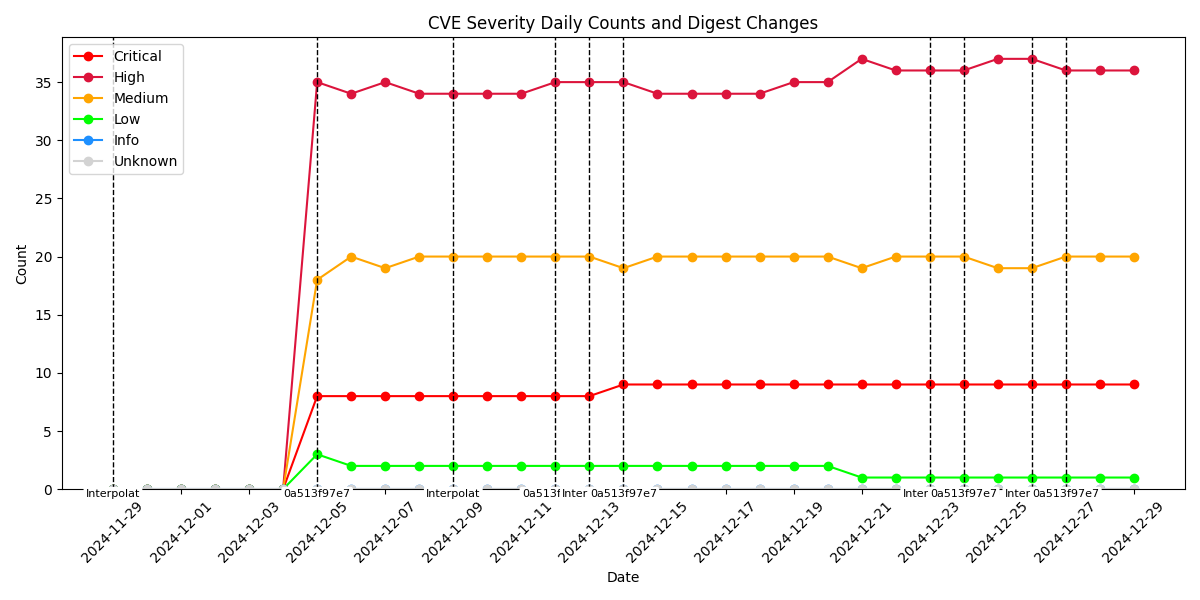 CVE Severity Daily Counts and Digest Changes
Critical
High
Medium
Low
Info
Unknown
Count
35
30
25
20
15
10
5
0
Interpolat
0a513f97e7
Interpolat
0a513f
Inter
0a513f97e7
Inter
0a513f97e7
Inter
0a513f97e7
2024-11-29
2024-12-01
2024-12-03
2024-12-05
2024-12-07
2024-12-09
2024-12-11
2024-12-13
2024-12-15
2024-12-17
2024-12-19
2024-12-21
2024-12-23
2024-12-25
2024-12-27
2024-12-29
Date